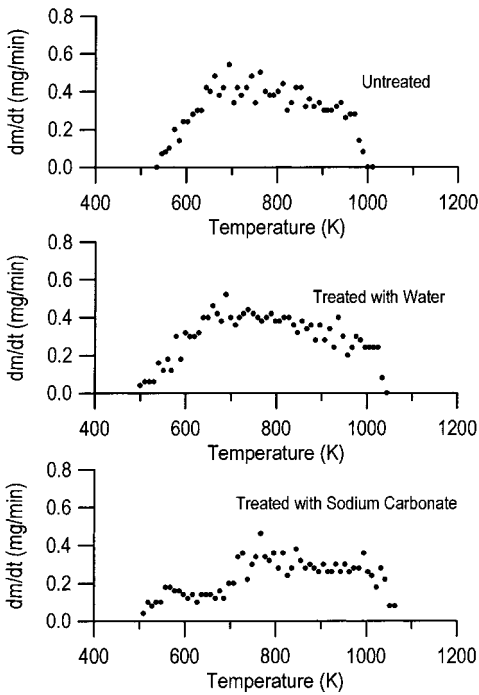 dm/dt (mg/min)
0.8
0.6
0.4
0.2
0.0
Untreated
400 600 800 1000 1200
Temperature (K)
dm/dt (mg/min)
0.8
0.6
0.4
0.2
0.0
Treated with Water
400 600 800 1000 1200
Temperature (K)
dm/dt (mg/min)
0.8
0.6
0.4
0.2
0.0
Treated with Sodium Carbonate
400 600 800 1000 1200
Temperature (K)